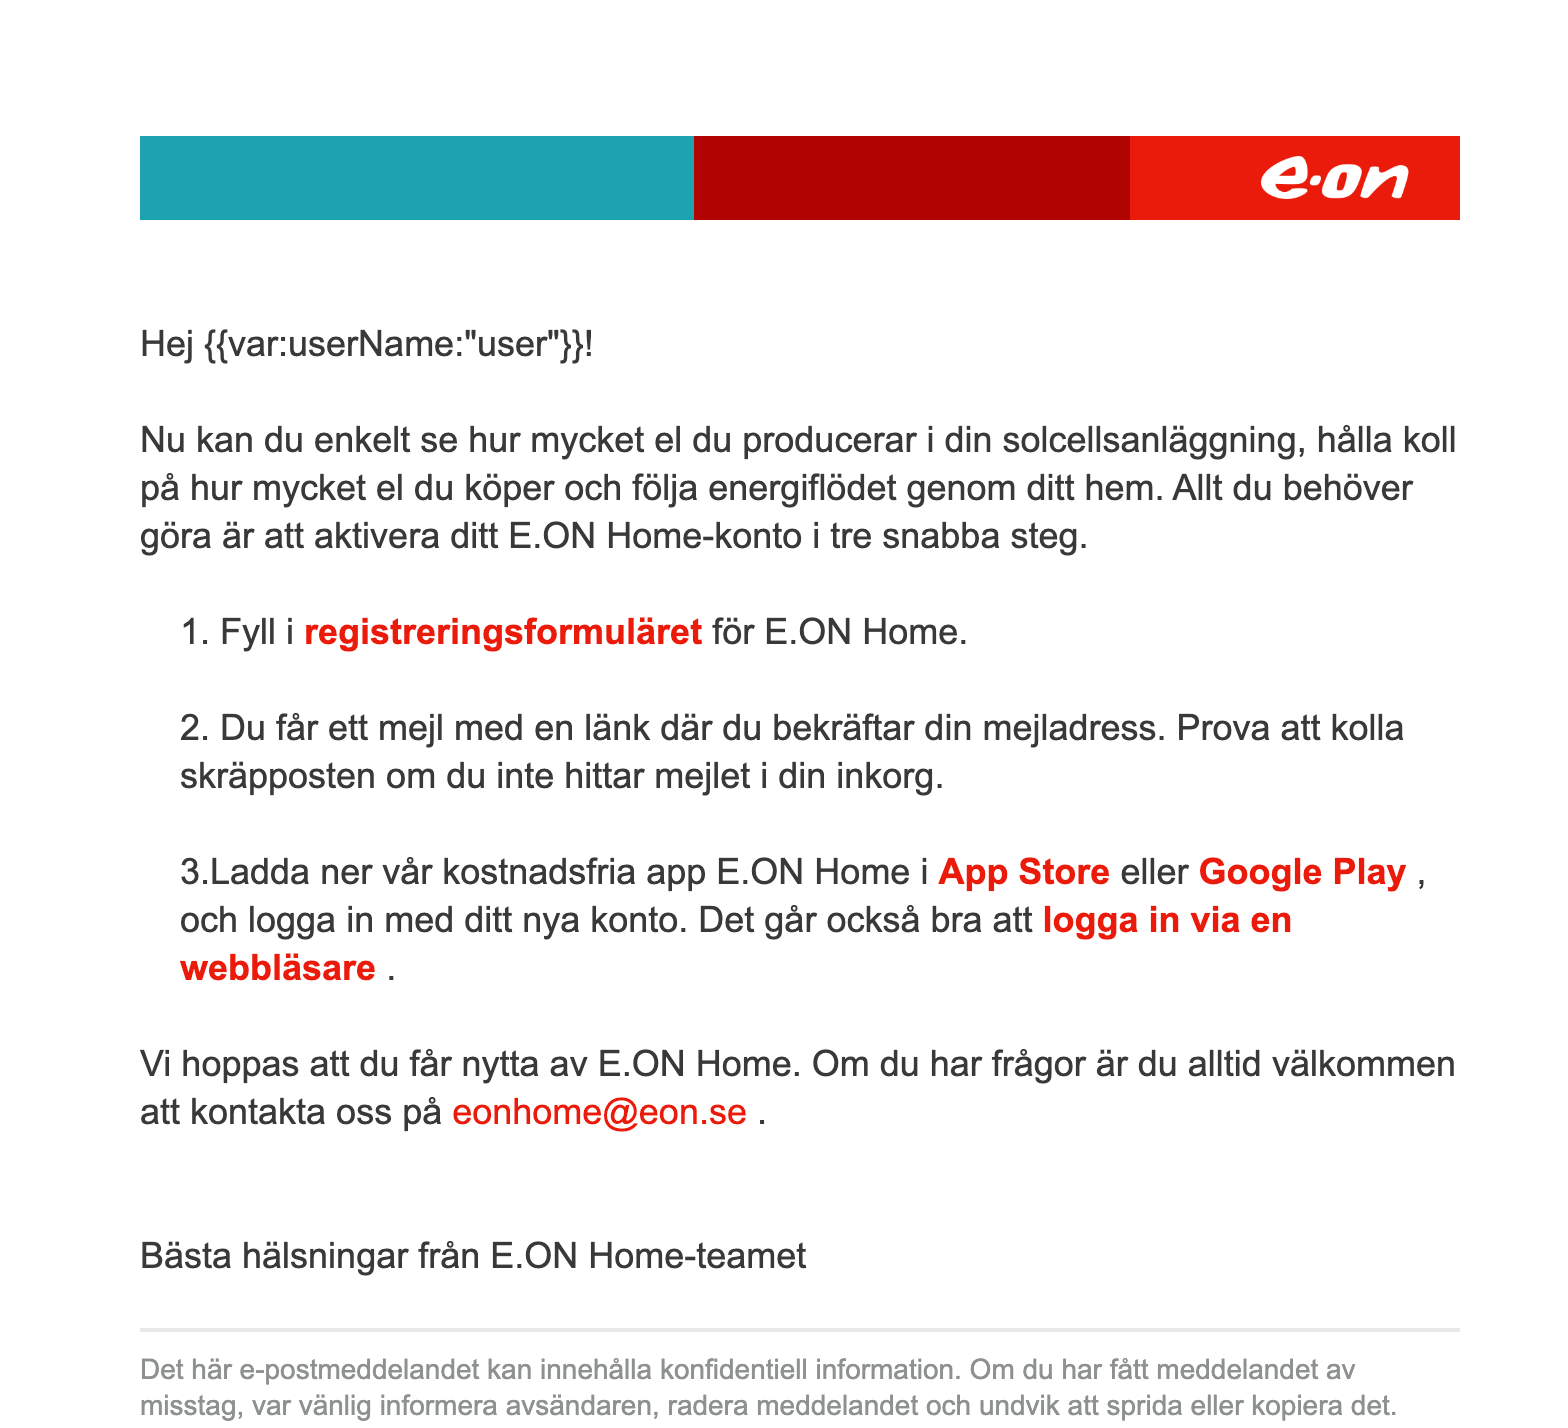 e·on
Hej {{var:userName:"user"}}!
Nu kan du enkelt se hur mycket el du producerar i din solcellsanläggning, hålla koll
på hur mycket el du köper och följa energiflödet genom ditt hem. Allt du behöver
göra är att aktivera ditt E.ON Home-konto i tre snabba steg.
1. Fyll i registreringsformuläret för E.ON Home.
2. Du får ett mejl med en länk där du bekräftar din mejladress. Prova att kolla
skräpposten om du inte hittar mejlet i din inkorg.
3.Ladda ner vår kostnadsfria app E.ON Home i App Store eller Google Play ,
och logga in med ditt nya konto. Det går också bra att logga in via en
webbläsare .
Vi hoppas att du får nytta av E.ON Home. Om du har frågor är du alltid välkommen
att kontakta oss på eonhome@eon.se .
Bästa hälsningar från E.ON Home-teamet
Det här e-postmeddelandet kan innehålla konfidentiell information. Om du har fått meddelandet av
misstag, var vänlig informera avsändaren, radera meddelandet och undvik att sprida eller kopiera det.